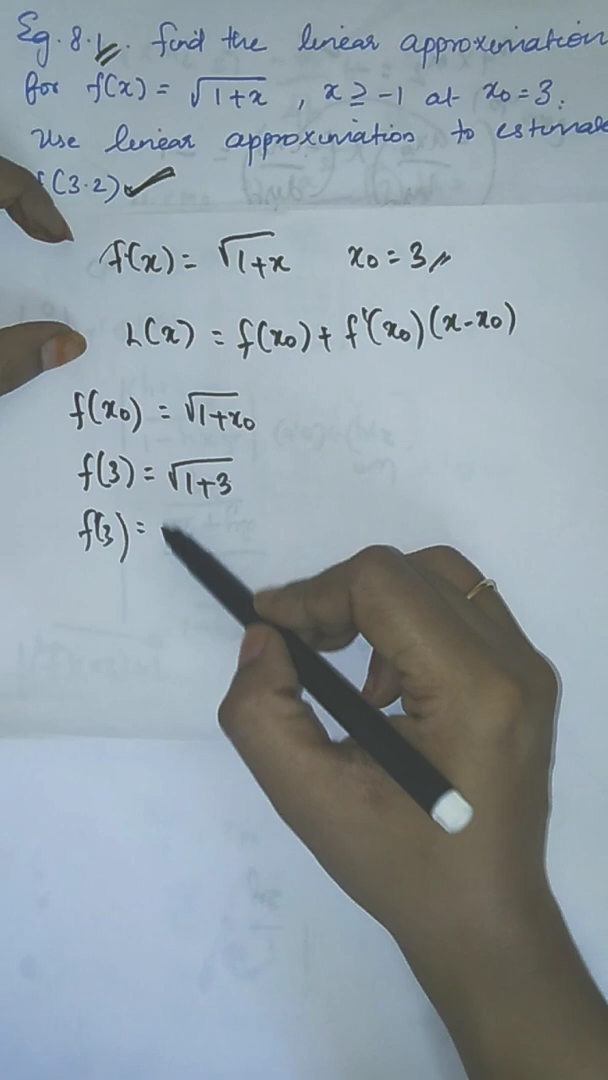 Eg. 8.1. find the linear approximation
for f(x) = √1+x , x ≥ -1 at x₀ = 3.
Use linear approximation to estimate
f(3.2)
f(x) = √1+x x₀ = 3
L(x) = f(x₀) + f'(x₀)(x-x₀)
f(x₀) = √1+x₀
f(3) = √1+3
f(3) =